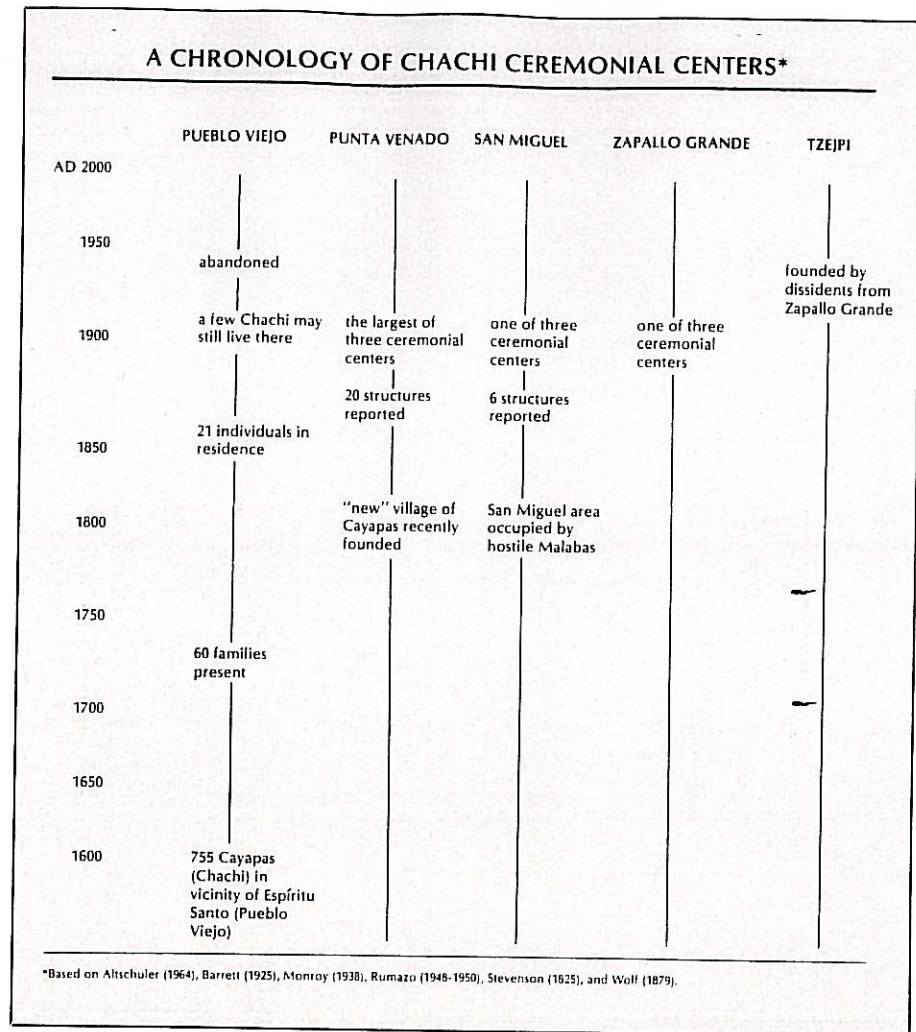 A CHRONOLOGY OF CHACHI CEREMONIAL CENTERS*
PUEBLO VIEJO
PUNTA VENADO
SAN MIGUEL
ZAPALLO GRANDE
TZEJPI
AD 2000
1950
1900
1850
1800
1750
1700
1650
1600
abandoned
a few Chachi may
still live there
21 individuals in
residence
60 families
present
755 Cayapas
(Chachi) in
vicinity of Espíritu
Santo (Pueblo
Viejo)
the largest of
three ceremonial
centers
20 structures
reported
"new" village of
Cayapas recently
founded
one of three
ceremonial
centers
6 structures
reported
San Miguel area
occupied by
hostile Malabas
one of three
ceremonial
centers
founded by
dissidents from
Zapallo Grande
*Based on Altschuler (1964), Barrett (1925), Monroy (1938), Rumazo (1948-1950), Stevenson (1825), and Wolf (1879).